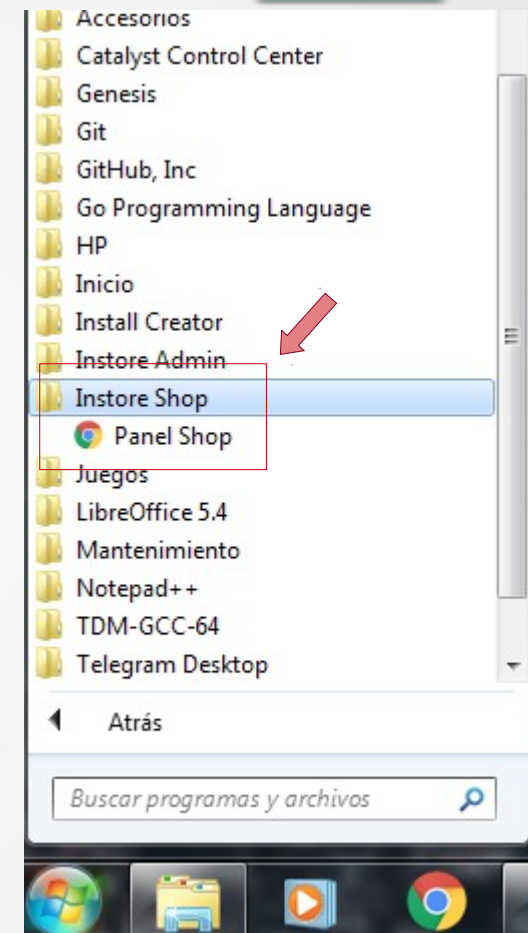 Accesorios
Catalyst Control Center
Genesis
Git
GitHub, Inc
Go Programming Language
HP
Inicio
Install Creator
Instore Admin
Instore Shop
Panel Shop
Juegos
LibreOffice 5.4
Mantenimiento
Notepad++
TDM-GCC-64
Telegram Desktop
Atrás
Buscar programas y archivos